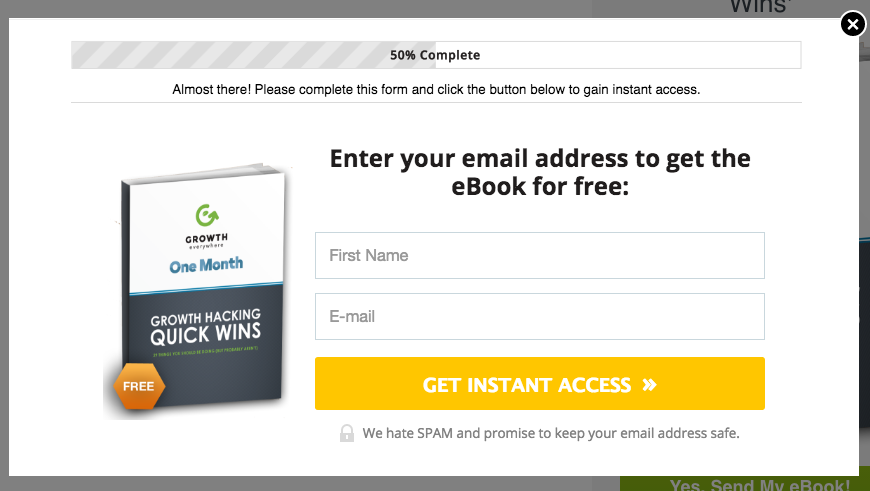 Wins'
50% Complete
Almost there! Please complete this form and click the button below to gain instant access.
Enter your email address to get the
eBook for free:
GROWTH
everywhere
One Month
GROWTH HACKING
QUICK WINS
FREE
First Name
E-mail
GET INSTANT ACCESS »
We hate SPAM and promise to keep your email address safe.
Yes, Send My eBook!